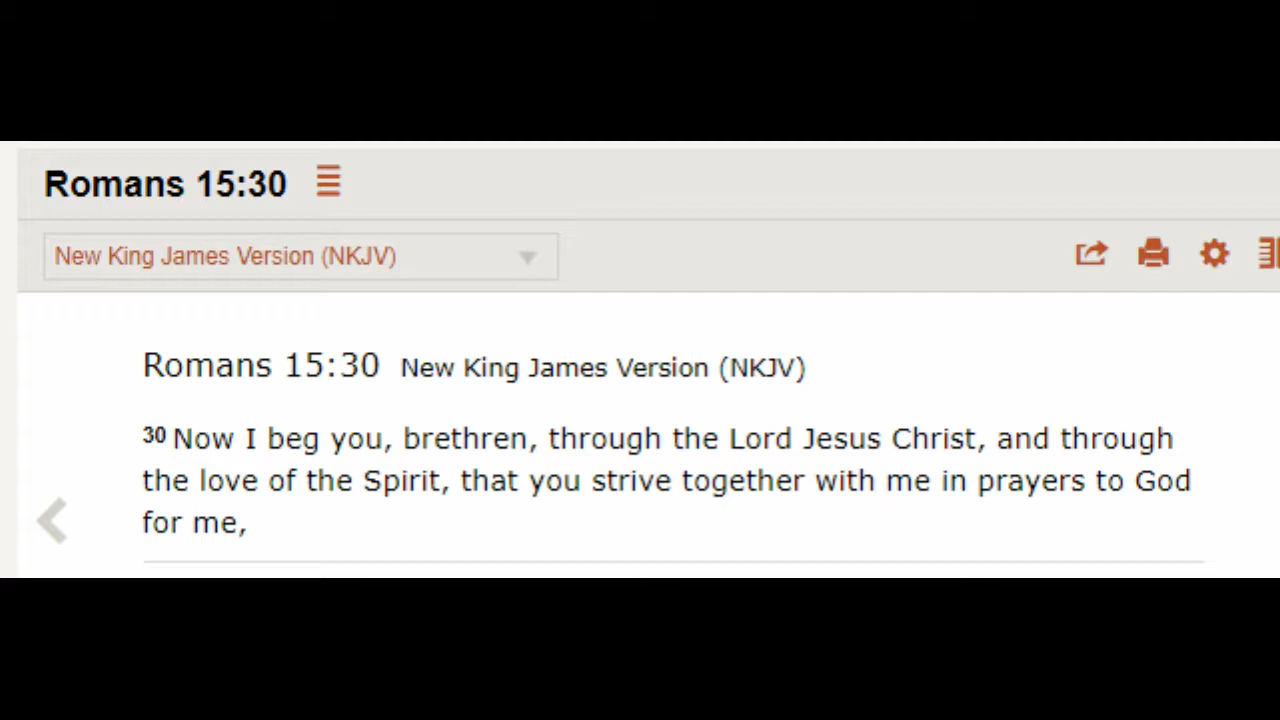 Romans 15:30
New King James Version (NKJV)
Romans 15:30 New King James Version (NKJV)
30 Now I beg you, brethren, through the Lord Jesus Christ, and through
the love of the Spirit, that you strive together with me in prayers to God
for me,